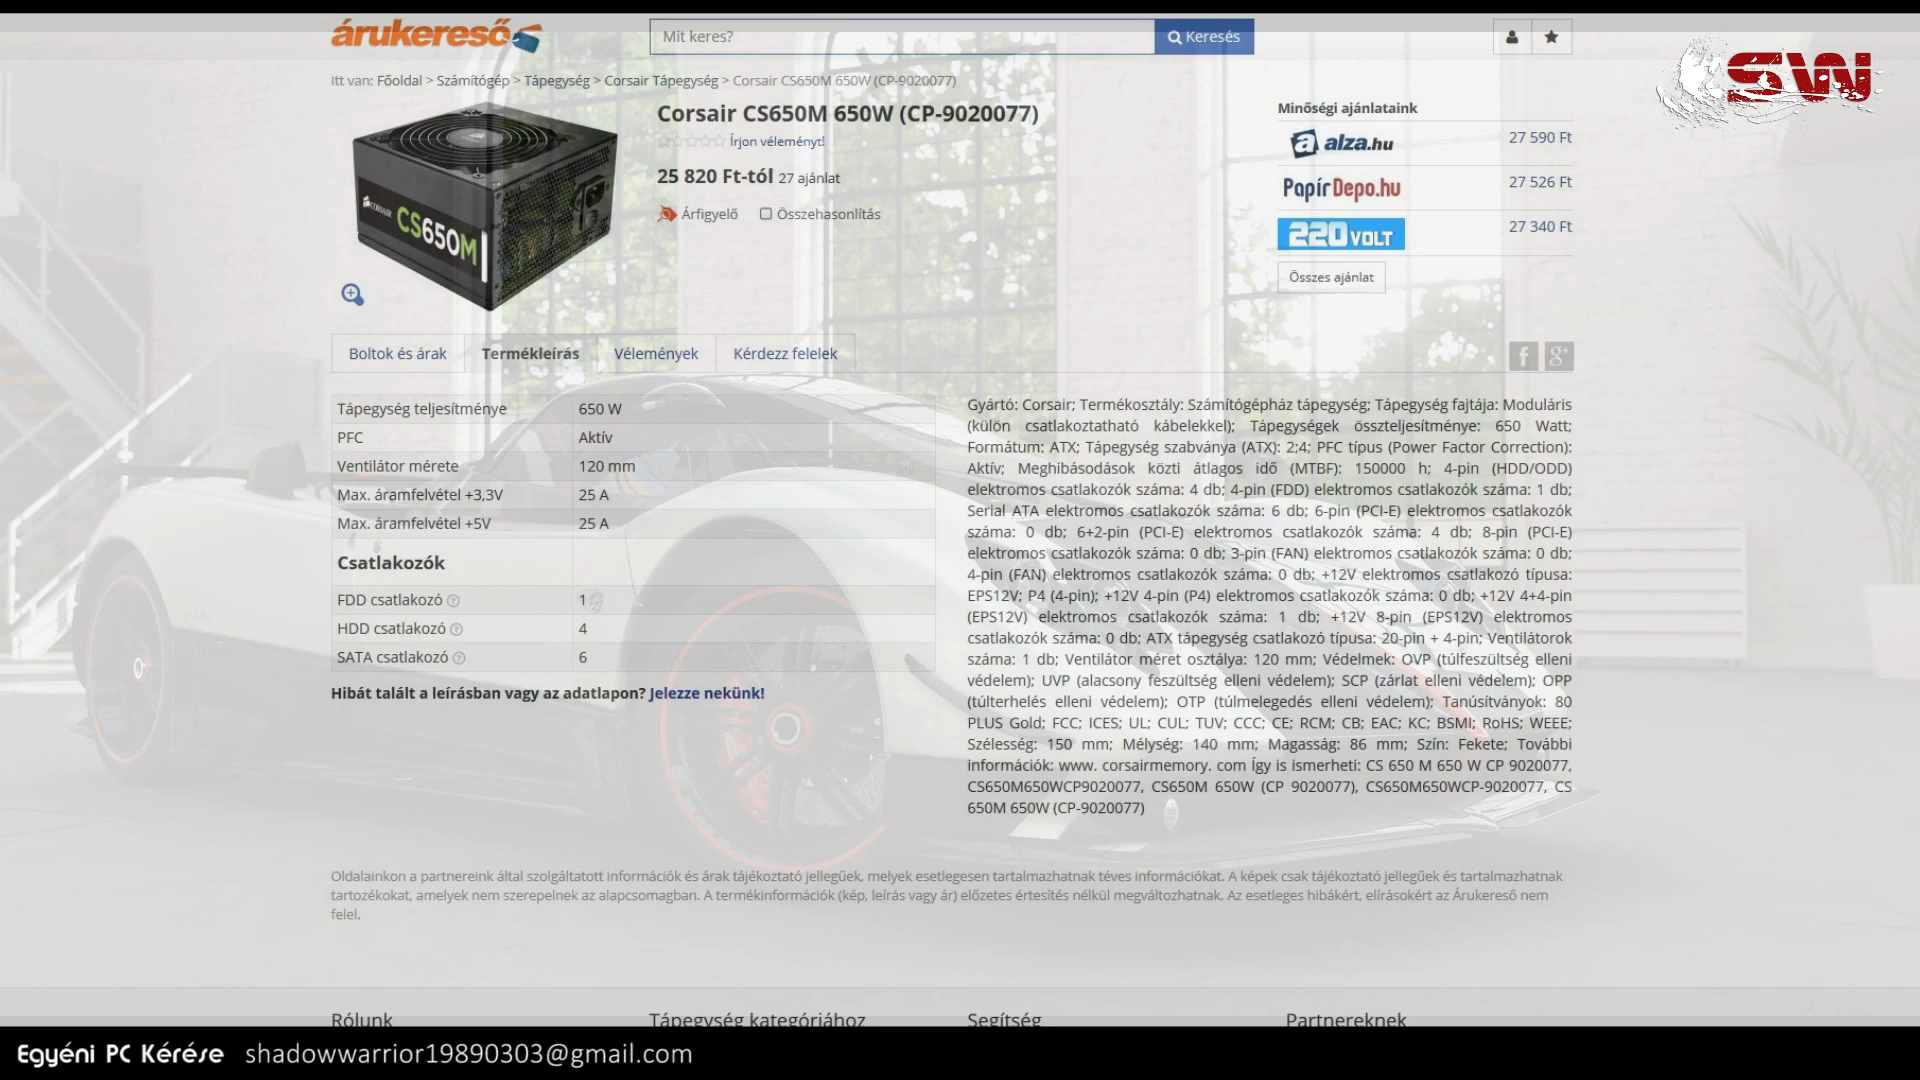 árukereső
Mit keres?
Keresés
SW
Itt van: Főoldal > Számítógép > Tápegység > Corsair Tápegység > Corsair CS650M 650W (CP-9020077)
CORSAIR
CS650M
Corsair CS650M 650W (CP-9020077)
Írjon véleményt!
25 820 Ft-tól 27 ajánlat
Árfigyelő Összehasonlítás
Minőségi ajánlataink
alza.hu 27 590 Ft
PapírDepo.hu 27 526 Ft
220VOLT 27 340 Ft
Összes ajánlat
Boltok és árak Termékleírás Vélemények Kérdezz felelek
f g+
Tápegység teljesítménye 650 W
PFC Aktív
Ventilátor mérete 120 mm
Max. áramfelvétel +3,3V 25 A
Max. áramfelvétel +5V 25 A
Csatlakozók
FDD csatlakozó 1
HDD csatlakozó 4
SATA csatlakozó 6
Hibát talált a leírásban vagy az adatlapon? Jelezze nekünk!
Gyártó: Corsair; Termékosztály: Számítógépház tápegység; Tápegység fajtája: Moduláris
(külön csatlakoztatható kábelekkel); Tápegységek összteljesítménye: 650 Watt;
Formátum: ATX; Tápegység szabványa (ATX): 2;4; PFC típus (Power Factor Correction):
Aktív; Meghibásodások közti átlagos idő (MTBF): 150000 h; 4-pin (HDD/ODD)
elektromos csatlakozók száma: 4 db; 4-pin (FDD) elektromos csatlakozók száma: 1 db;
Serial ATA elektromos csatlakozók száma: 6 db; 6-pin (PCI-E) elektromos csatlakozók
száma: 0 db; 6+2-pin (PCI-E) elektromos csatlakozók száma: 4 db; 8-pin (PCI-E)
elektromos csatlakozók száma: 0 db; 3-pin (FAN) elektromos csatlakozók száma: 0 db;
4-pin (FAN) elektromos csatlakozók száma: 0 db; +12V elektromos csatlakozó típusa:
EPS12V; P4 (4-pin); +12V 4-pin (P4) elektromos csatlakozók száma: 0 db; +12V 4+4-pin
(EPS12V) elektromos csatlakozók száma: 1 db; +12V 8-pin (EPS12V) elektromos
csatlakozók száma: 0 db; ATX tápegység csatlakozó típusa: 20-pin + 4-pin; Ventilátorok
száma: 1 db; Ventilátor méret osztálya: 120 mm; Védelmek: OVP (túlfeszültség elleni
védelem); UVP (alacsony feszültség elleni védelem); SCP (zárlat elleni védelem); OPP
(túlterhelés elleni védelem); OTP (túlmelegedés elleni védelem); Tanúsítványok: 80
PLUS Gold; FCC; ICES; UL; CUL; TUV; CCC; CE; RCM; CB; EAC; KC; BSMI; RoHS; WEEE;
Szélesség: 150 mm; Mélység: 140 mm; Magasság: 86 mm; Szín: Fekete; További
információk: www. corsairmemory. com Így is ismerheti: CS 650 M 650 W CP 9020077,
CS650M650WCP9020077, CS650M 650W (CP 9020077), CS650M650WCP-9020077, CS
650M 650W (CP-9020077)
Oldalainkon a partnereink által szolgáltatott információk és árak tájékoztató jellegűek, melyek esetlegesen tartalmazhatnak téves információkat. A képek csak tájékoztató jellegűek és tartalmazhatnak
tartozékokat, amelyek nem szerepelnek az alapcsomagban. A termékinformációk (kép, leírás vagy ár) előzetes értesítés nélkül megváltozhatnak. Az esetleges hibákért, elírásokért az Árukereső nem
felel.
Rólunk Tápegység kategóriához Segítség Partnereknek
Egyéni PC Kérése shadowwarrior19890303@gmail.com